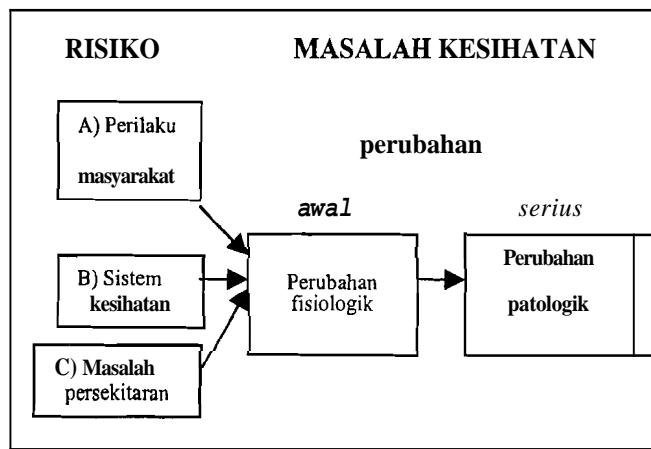 RISIKO MASALAH KESIHATAN
A) Perilaku
masyarakat
perubahan
awal serius
B) Sistem
kesihatan
C) Masalah
persekitaran
Perubahan
fisiologik
Perubahan
patologik